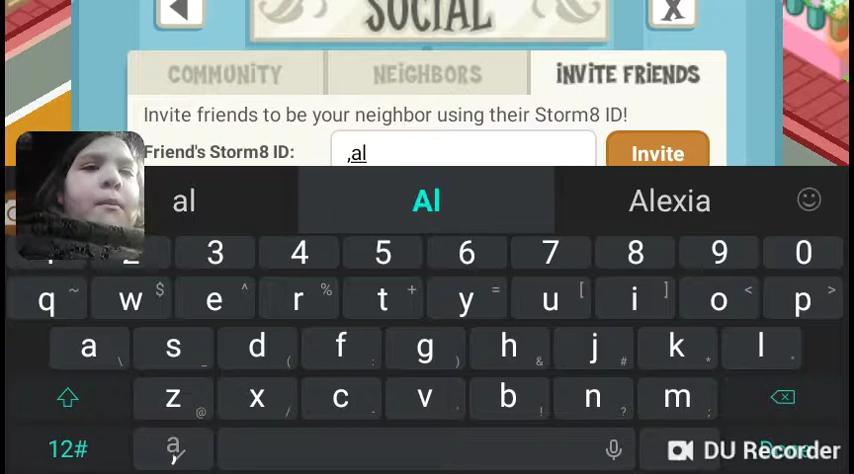 SOCIAL
X
COMMUNITY
NEIGHBORS
INVITE FRIENDS
Invite friends to be your neighbor using their Storm8 ID!
Friend's Storm8 ID:
,al
Invite
al
Al
Alexia
3 4 5 6 7 8 9 0
q ~ w $ e ^ r % t + y = u [ i ] o < p >
a \ s _ d ( f : g ) h & j # k * l "
z @ x / c - v ' b ! n ? m ;
12#
a ,
DU Recorder